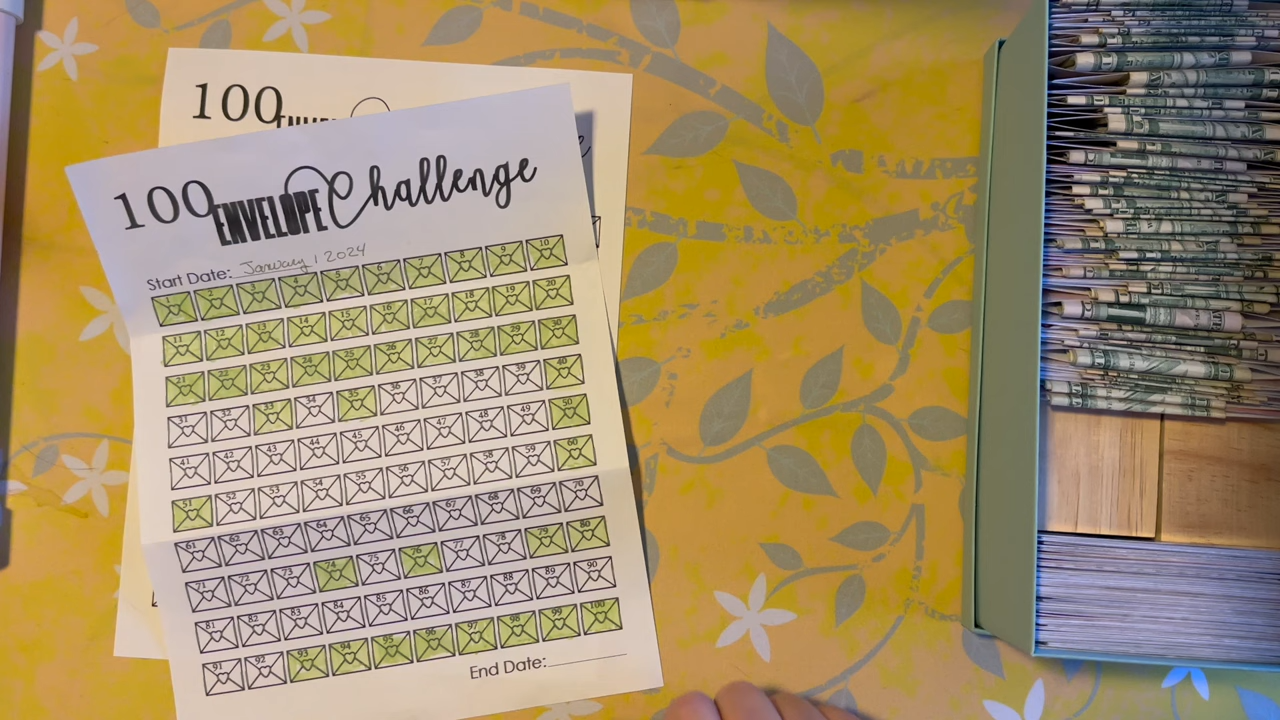 100
100 ENVELOPE Challenge
Start Date: January 1 2024
1 2 3 4 5 6 7 8 9 10
11 12 13 14 15 16 17 18 19 20
21 22 23 24 25 26 27 28 29 30
31 32 33 34 35 36 37 38 39 40
41 42 43 44 45 46 47 48 49 50
51 52 53 54 55 56 57 58 59 60
61 62 63 64 65 66 67 68 69 70
71 72 73 74 75 76 77 78 79 80
81 82 83 84 85 86 87 88 89 90
91 92 93 94 95 96 97 98 99 100
End Date: